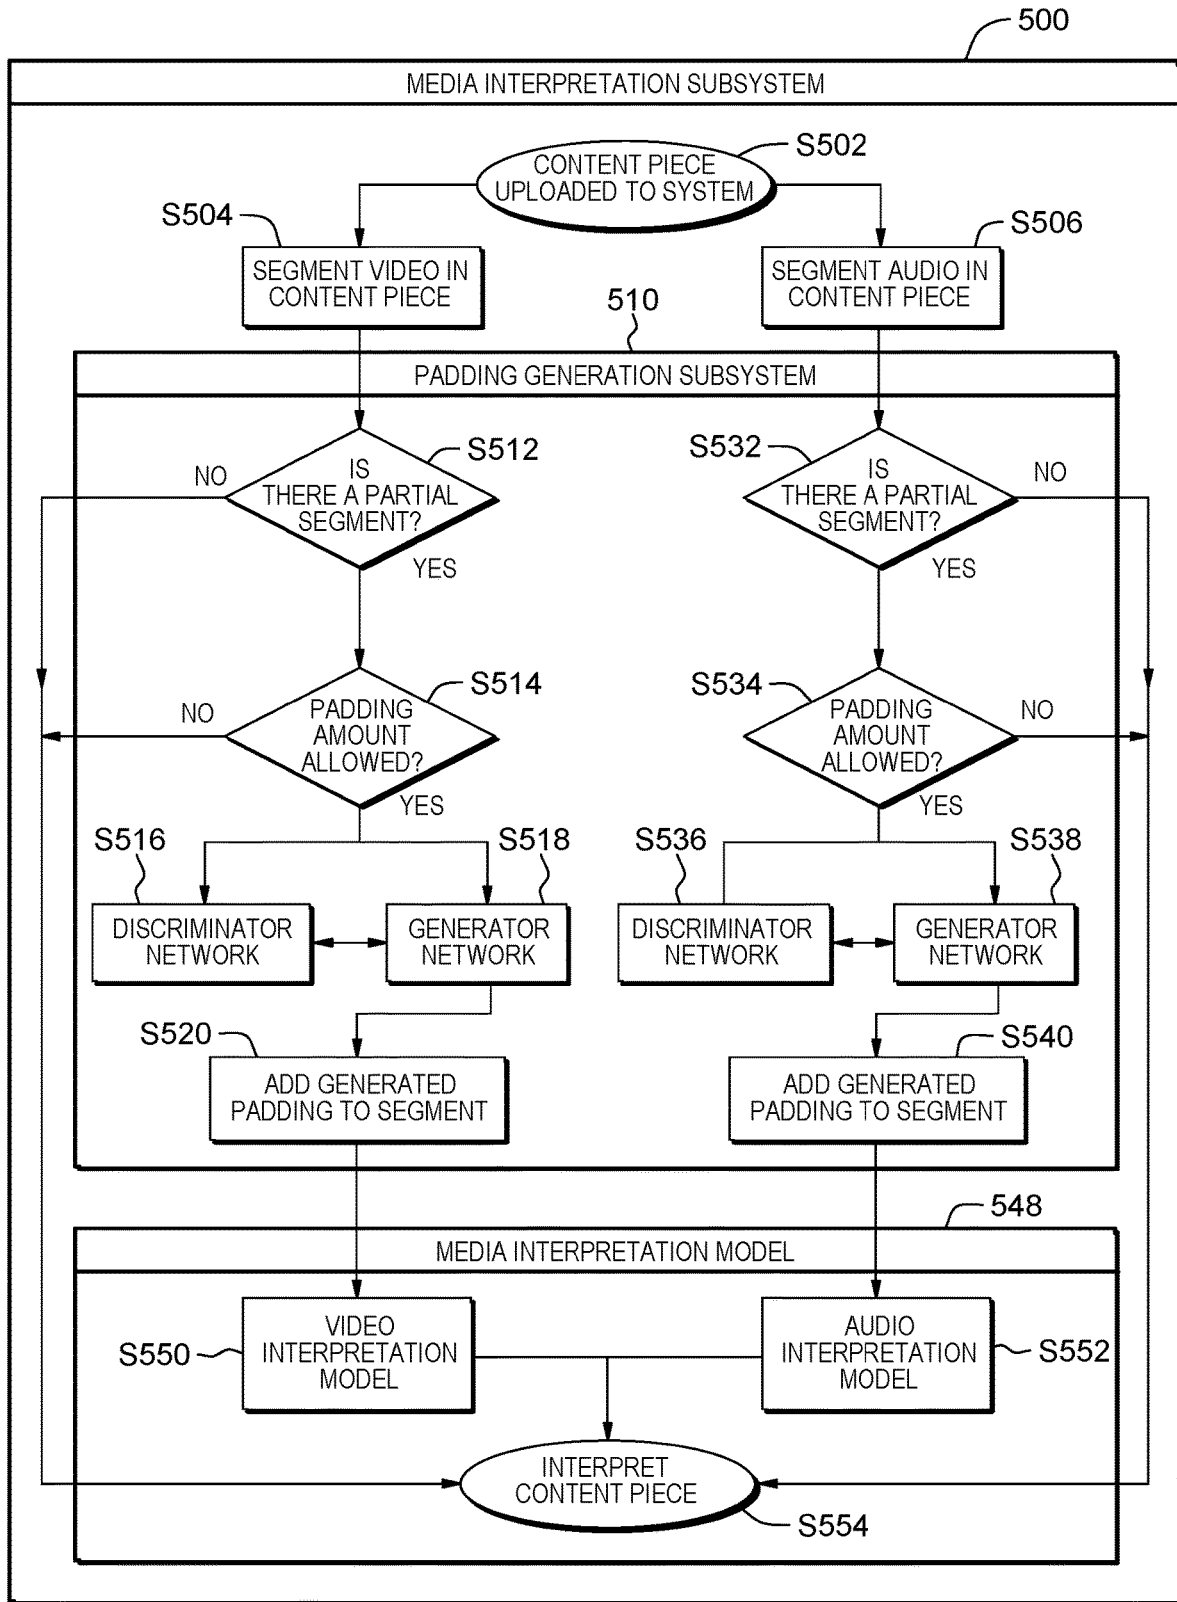 500
MEDIA INTERPRETATION SUBSYSTEM
S502
CONTENT PIECE
UPLOADED TO SYSTEM
S504
S506
SEGMENT VIDEO IN
CONTENT PIECE
SEGMENT AUDIO IN
CONTENT PIECE
510
PADDING GENERATION SUBSYSTEM
S512
S532
NO
IS
THERE A PARTIAL
SEGMENT?
YES
IS
THERE A PARTIAL
SEGMENT?
NO
YES
S514
S534
NO
PADDING
AMOUNT
ALLOWED?
YES
PADDING
AMOUNT
ALLOWED?
NO
YES
S516
S518
S536
S538
DISCRIMINATOR
NETWORK
GENERATOR
NETWORK
DISCRIMINATOR
NETWORK
GENERATOR
NETWORK
S520
S540
ADD GENERATED
PADDING TO SEGMENT
ADD GENERATED
PADDING TO SEGMENT
548
MEDIA INTERPRETATION MODEL
S550
VIDEO
INTERPRETATION
MODEL
AUDIO
INTERPRETATION
MODEL
S552
INTERPRET
CONTENT PIECE
S554